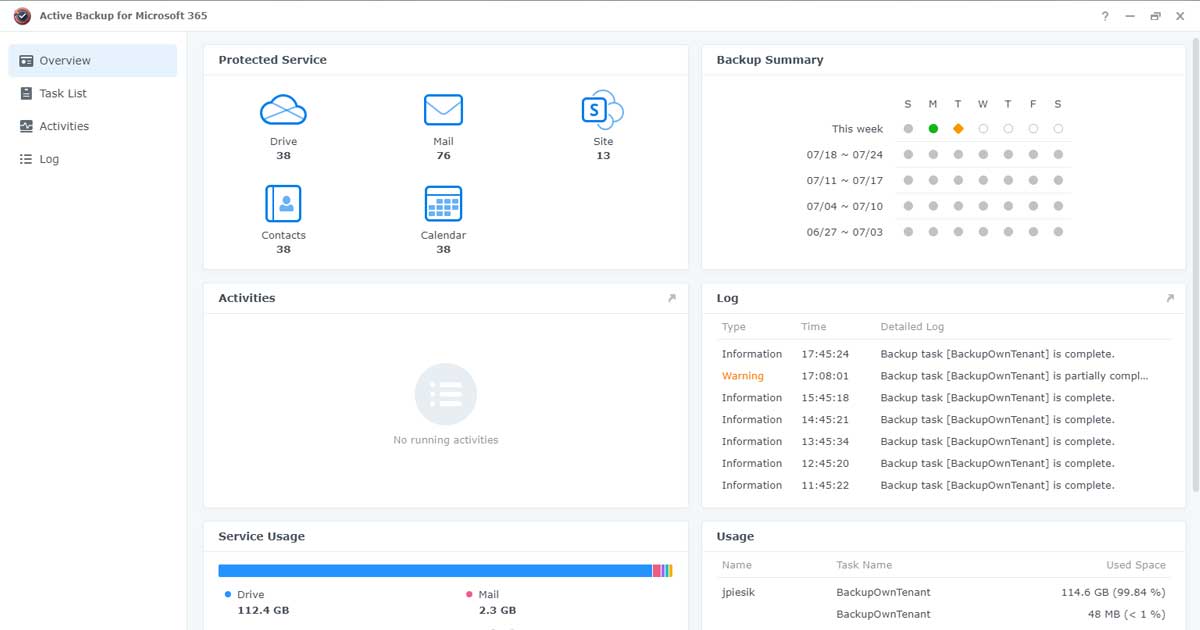 Active Backup for Microsoft 365
?
Overview
Task List
Activities
Log
Protected Service
Drive
38
Mail
76
S
Site
13
Contacts
38
Calendar
38
Backup Summary
S M T W T F S
This week
07/18 ~ 07/24
07/11 ~ 07/17
07/04 ~ 07/10
06/27 ~ 07/03
Activities
No running activities
Log
Type Time Detailed Log
Information 17:45:24 Backup task [BackupOwnTenant] is complete.
Warning 17:08:01 Backup task [BackupOwnTenant] is partially compl...
Information 15:45:18 Backup task [BackupOwnTenant] is complete.
Information 14:45:21 Backup task [BackupOwnTenant] is complete.
Information 13:45:34 Backup task [BackupOwnTenant] is complete.
Information 12:45:20 Backup task [BackupOwnTenant] is complete.
Information 11:45:22 Backup task [BackupOwnTenant] is complete.
Service Usage
Drive
112.4 GB
Mail
2.3 GB
Usage
Name Task Name Used Space
jpiesik BackupOwnTenant 114.6 GB (99.84 %)
BackupOwnTenant 48 MB (< 1 %)